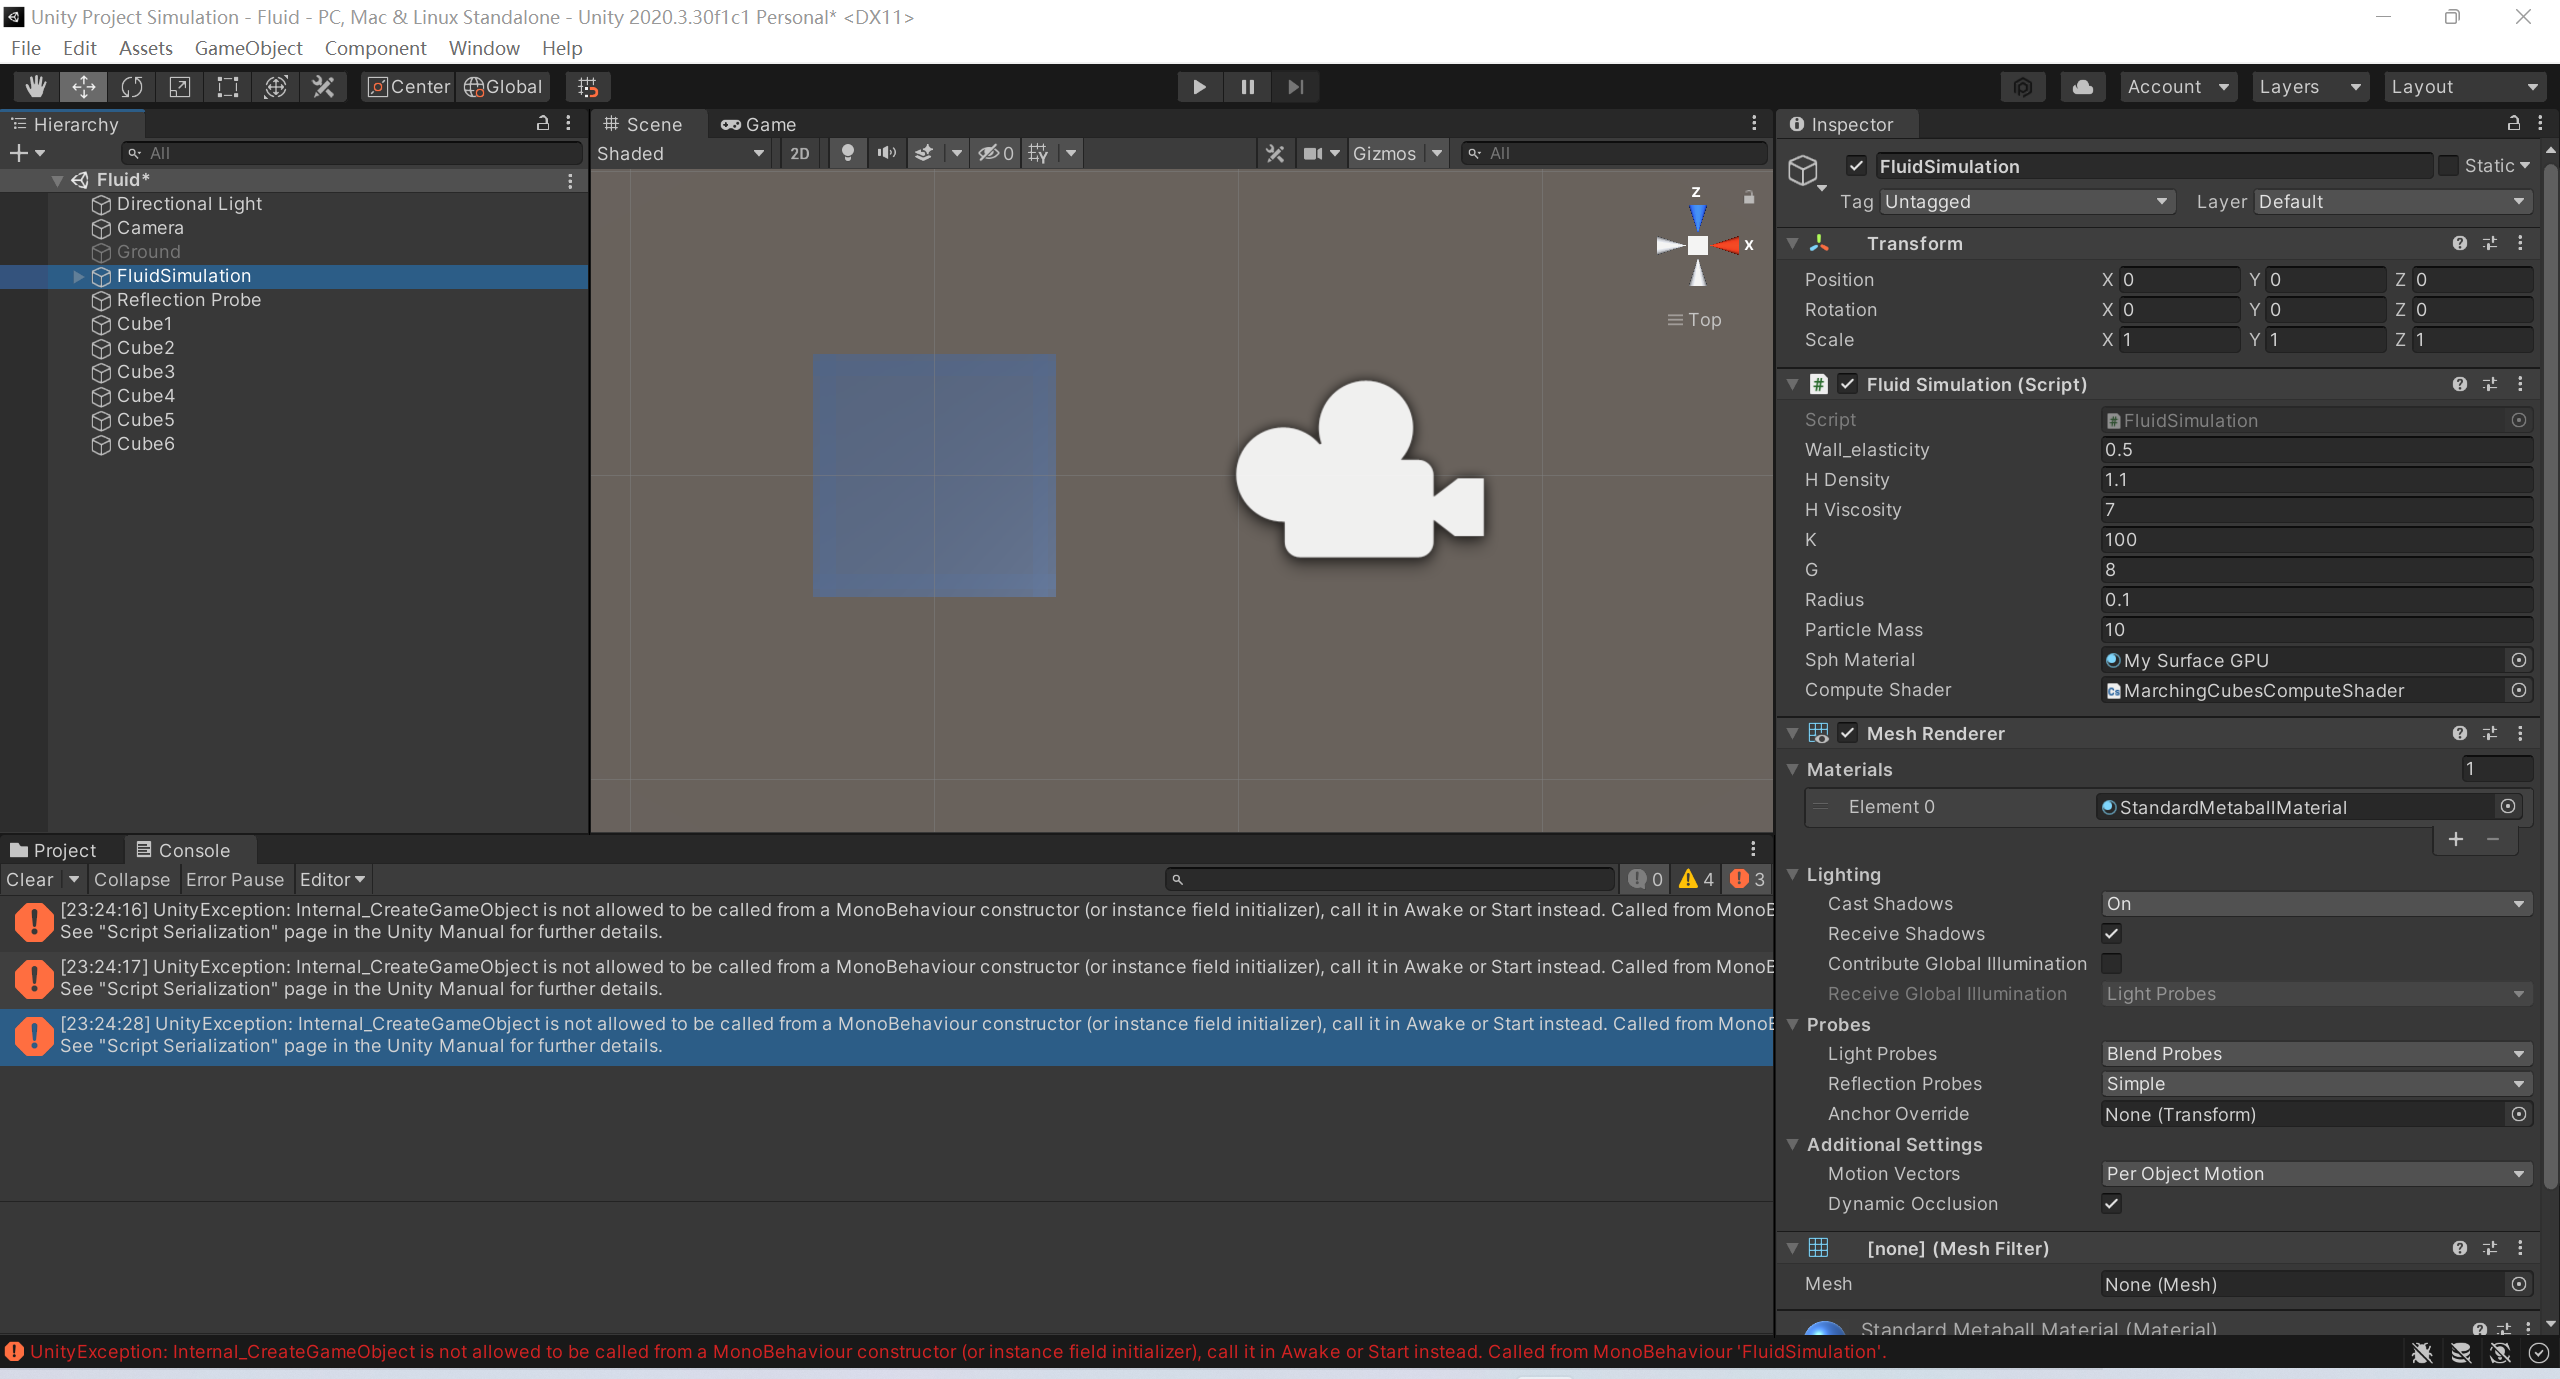 Unity Project Simulation - Fluid - PC, Mac & Linux Standalone - Unity 2020.3.30f1c1 Personal* <DX11>
File Edit Assets GameObject Component Window Help
Center Global Account Layers Layout
Hierarchy
All
Fluid*
Directional Light
Camera
Ground
FluidSimulation
Reflection Probe
Cube1
Cube2
Cube3
Cube4
Cube5
Cube6
Scene Game
Shaded 2D 0 Gizmos All
Z
X
Top
Inspector
FluidSimulation Static
Tag Untagged Layer Default
Transform
Position X 0 Y 0 Z 0
Rotation X 0 Y 0 Z 0
Scale X 1 Y 1 Z 1
# Fluid Simulation (Script)
Script FluidSimulation
Wall_elasticity 0.5
H Density 1.1
H Viscosity 7
K 100
G 8
Radius 0.1
Particle Mass 10
Sph Material My Surface GPU
Compute Shader MarchingCubesComputeShader
Mesh Renderer
Materials 1
Element 0 StandardMetaballMaterial
Lighting
Cast Shadows On
Receive Shadows
Contribute Global Illumination
Receive Global Illumination Light Probes
Probes
Light Probes Blend Probes
Reflection Probes Simple
Anchor Override None (Transform)
Additional Settings
Motion Vectors Per Object Motion
Dynamic Occlusion
[none] (Mesh Filter)
Mesh None (Mesh)
Standard Metaball Material (Material)
Project Console
Clear Collapse Error Pause Editor 0 4 3
[23:24:16] UnityException: Internal_CreateGameObject is not allowed to be called from a MonoBehaviour constructor (or instance field initializer), call it in Awake or Start instead. Called from MonoB
See "Script Serialization" page in the Unity Manual for further details.
[23:24:17] UnityException: Internal_CreateGameObject is not allowed to be called from a MonoBehaviour constructor (or instance field initializer), call it in Awake or Start instead. Called from MonoB
See "Script Serialization" page in the Unity Manual for further details.
[23:24:28] UnityException: Internal_CreateGameObject is not allowed to be called from a MonoBehaviour constructor (or instance field initializer), call it in Awake or Start instead. Called from MonoB
See "Script Serialization" page in the Unity Manual for further details.
UnityException: Internal_CreateGameObject is not allowed to be called from a MonoBehaviour constructor (or instance field initializer), call it in Awake or Start instead. Called from MonoBehaviour 'FluidSimulation'.